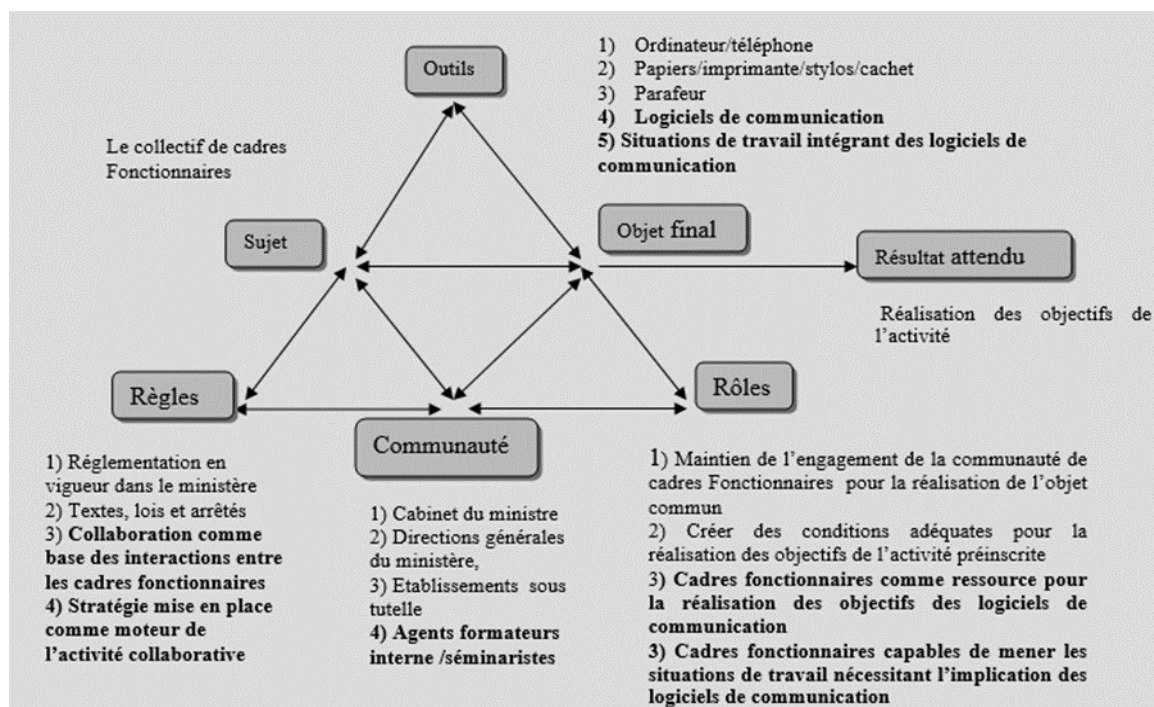 Outils
1) Ordinateur/téléphone
2) Papiers/imprimante/stylos/cachet
3) Parafeur
4) Logiciels de communication
5) Situations de travail intégrant des logiciels de
communication
Le collectif de cadres
Fonctionnaires
Sujet
Objet final
Résultat attendu
Réalisation des objectifs de
l’activité
Règles
Communauté
Rôles
1) Réglementation en
vigueur dans le ministère
2) Textes, lois et arrêtés
3) Collaboration comme
base des interactions entre
les cadres fonctionnaires
4) Stratégie mise en place
comme moteur de
l’activité collaborative
1) Cabinet du ministre
2) Directions générales
du ministère,
3) Etablissements sous
tutelle
4) Agents formateurs
interne /séminaristes
1) Maintien de l’engagement de la communauté de
cadres Fonctionnaires pour la réalisation de l’objet
commun
2) Créer des conditions adéquates pour la
réalisation des objectifs de l’activité préinscrite
3) Cadres fonctionnaires comme ressource pour
la réalisation des objectifs des logiciels de
communication
3) Cadres fonctionnaires capables de mener les
situations de travail nécessitant l’implication des
logiciels de communication